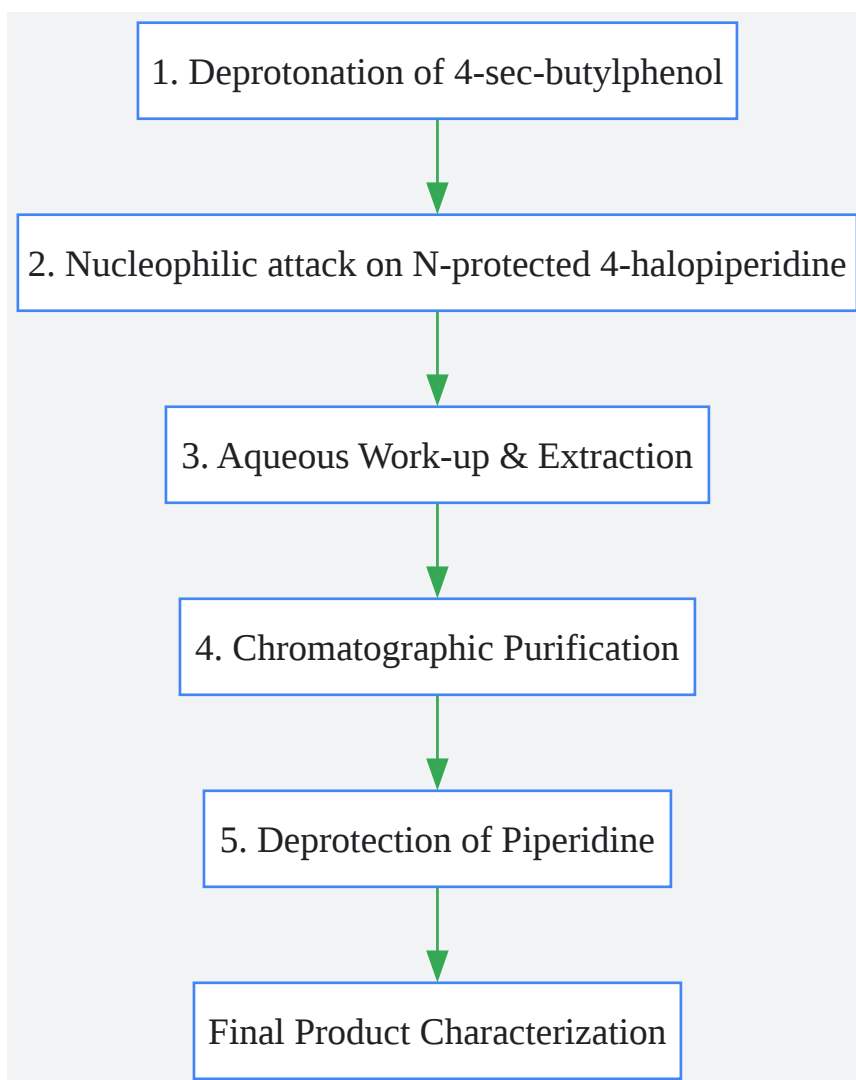 1. Deprotonation of 4-sec-butylphenol
2. Nucleophilic attack on N-protected 4-halopiperidine
3. Aqueous Work-up & Extraction
4. Chromatographic Purification
5. Deprotection of Piperidine
Final Product Characterization